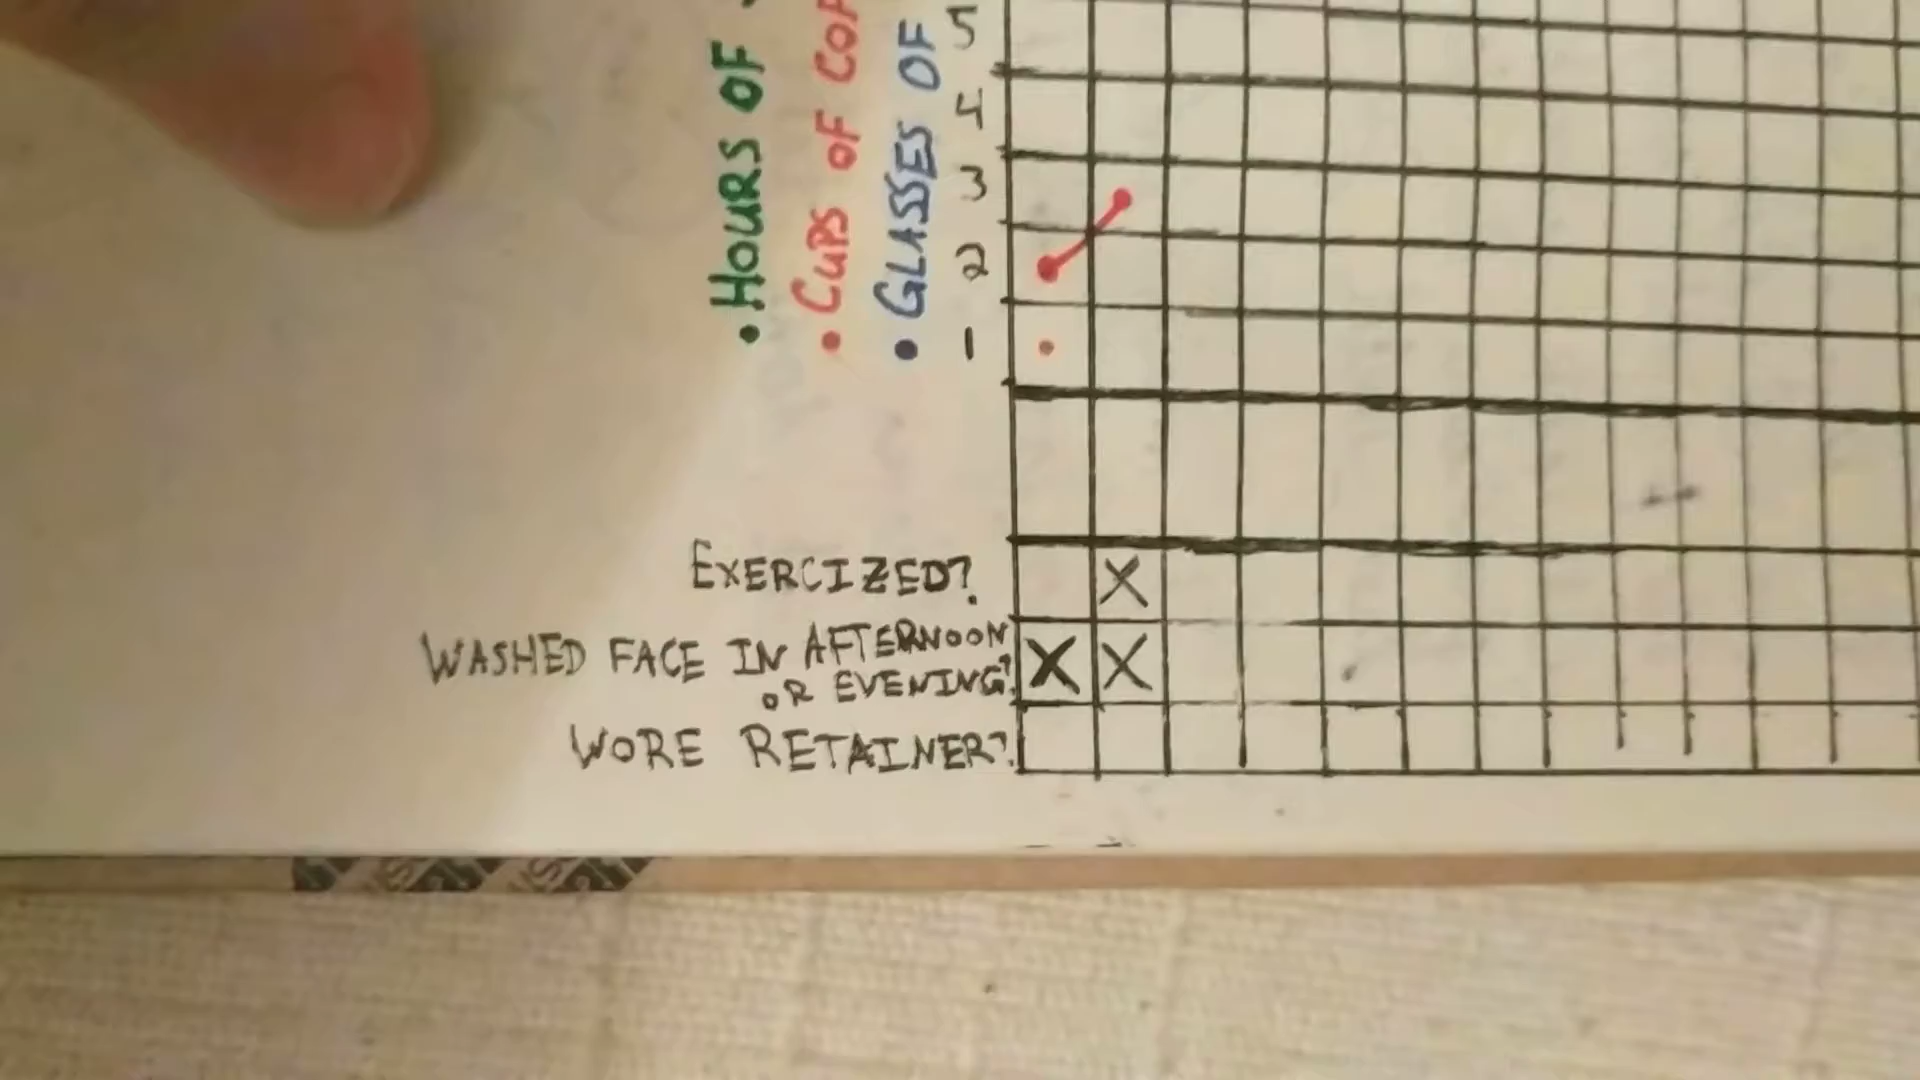 • HOURS OF
• CUPS OF
• GLASSES OF
5
4
3
2
1
EXERCIZED?
X
WASHED FACE IN AFTERNOON
OR EVENING?
X X
WORE RETAINER?